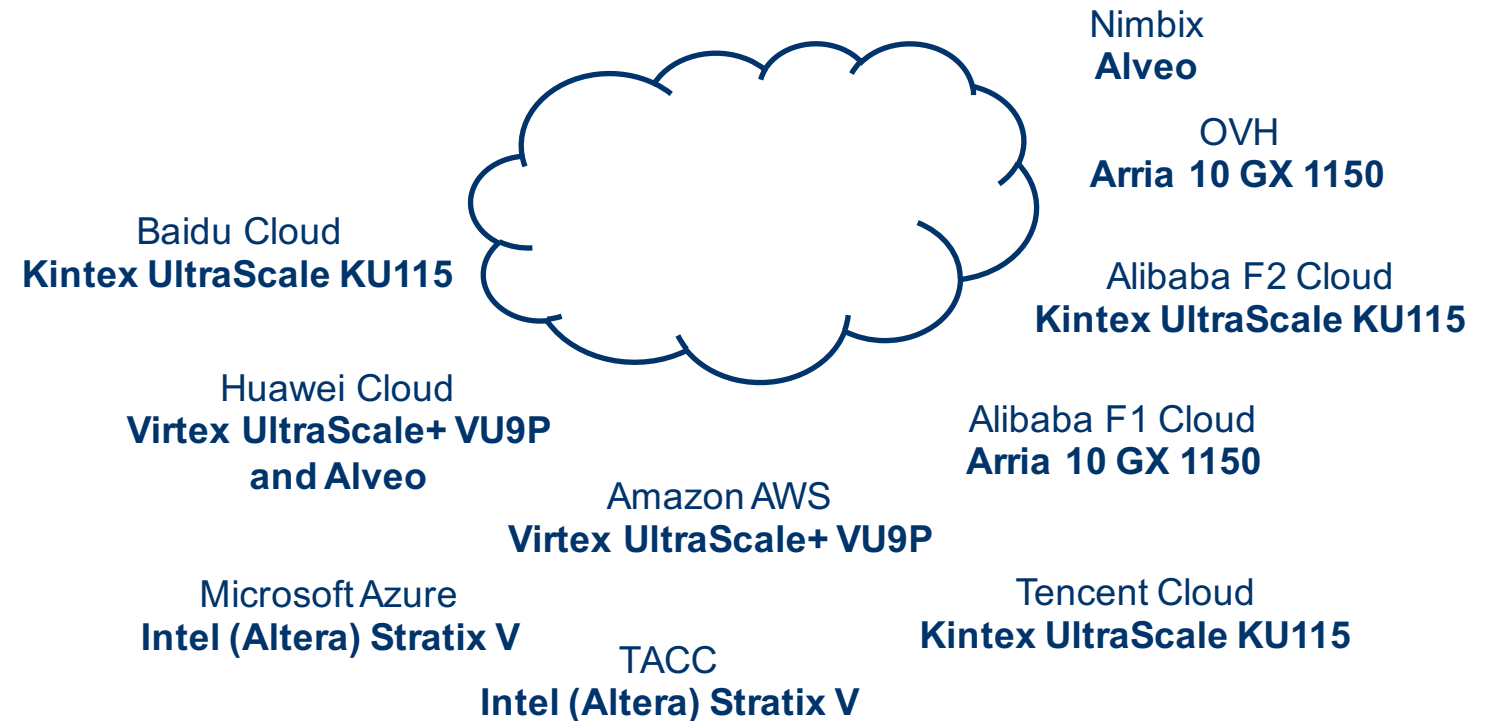 Nimbix
Alveo
OVH
Arria 10 GX 1150
Baidu Cloud
Kintex UltraScale KU115
Alibaba F2 Cloud
Kintex UltraScale KU115
Huawei Cloud
Virtex UltraScale+ VU9P
and Alveo
Alibaba F1 Cloud
Arria 10 GX 1150
Amazon AWS
Virtex UltraScale+ VU9P
Microsoft Azure
Intel (Altera) Stratix V
Tencent Cloud
Kintex UltraScale KU115
TACC
Intel (Altera) Stratix V